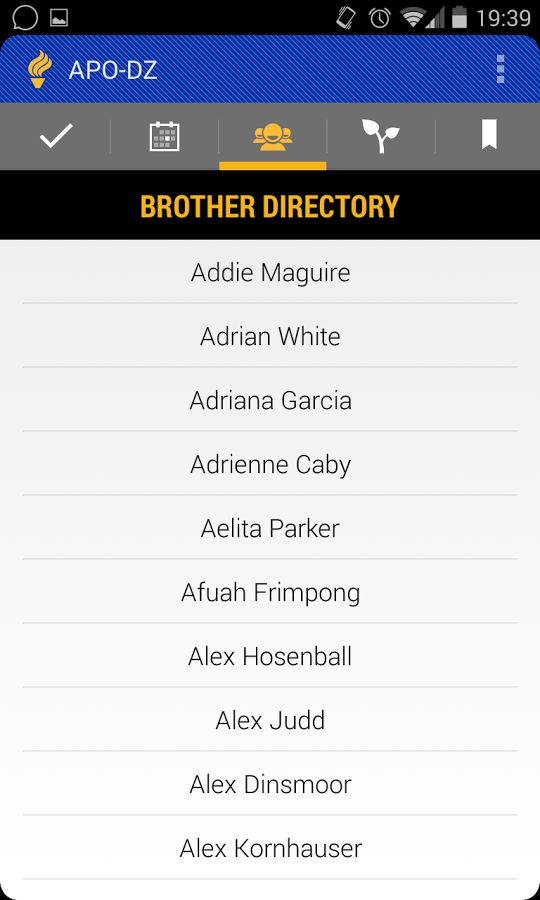 19:39
APO-DZ
BROTHER DIRECTORY
Addie Maguire
Adrian White
Adriana Garcia
Adrienne Caby
Aelita Parker
Afuah Frimpong
Alex Hosenball
Alex Judd
Alex Dinsmoor
Alex Kornhauser